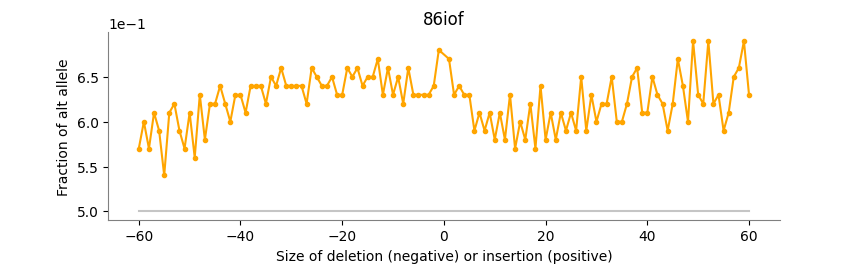 86iof
1e−1
Fraction of alt allele
6.5
6.0
5.5
5.0
−60 −40 −20 0 20 40 60
Size of deletion (negative) or insertion (positive)